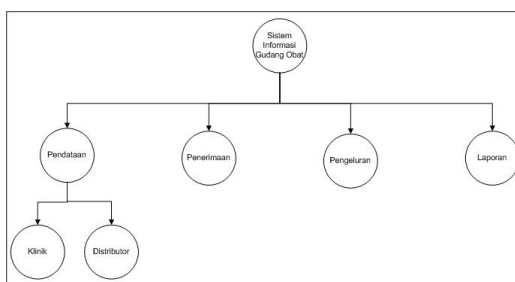 Sistem
Informasi
Gudang Obat
Pendataan
Penerimaan
Pengeluran
Laporan
Klinik
Distributor